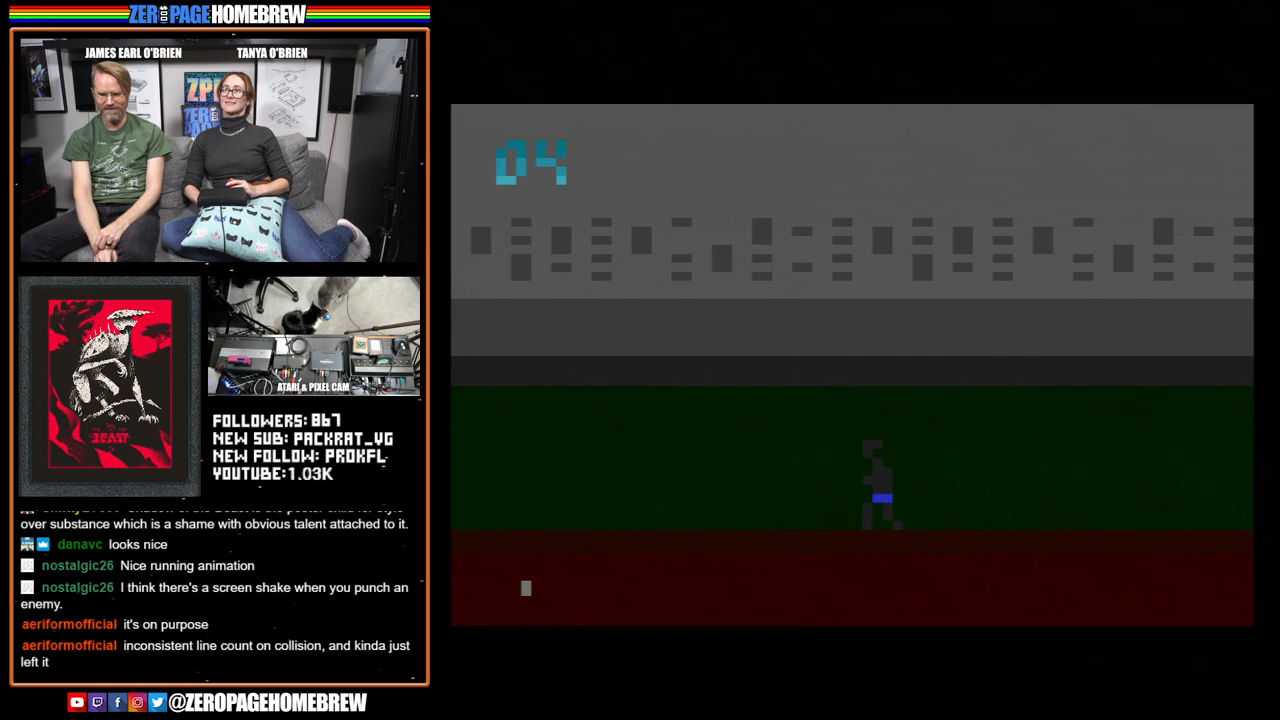 ZEROPAGEHOMEBREW
JAMES EARL O'BRIEN
TANYA O'BRIEN
ZPH
ZERO
PAGE
04
BEAST
ATARI & PIXEL CAM
FOLLOWERS: 867
NEW SUB: PACKRAT_VG
NEW FOLLOW: PROKFL
YOUTUBE:1.03K
over substance which is a shame with obvious talent attached to it.
danavc looks nice
nostalgic26 Nice running animation
nostalgic26 I think there's a screen shake when you punch an
enemy.
aeriformofficial it's on purpose
aeriformofficial inconsistent line count on collision, and kinda just
left it
@ZEROPAGEHOMEBREW